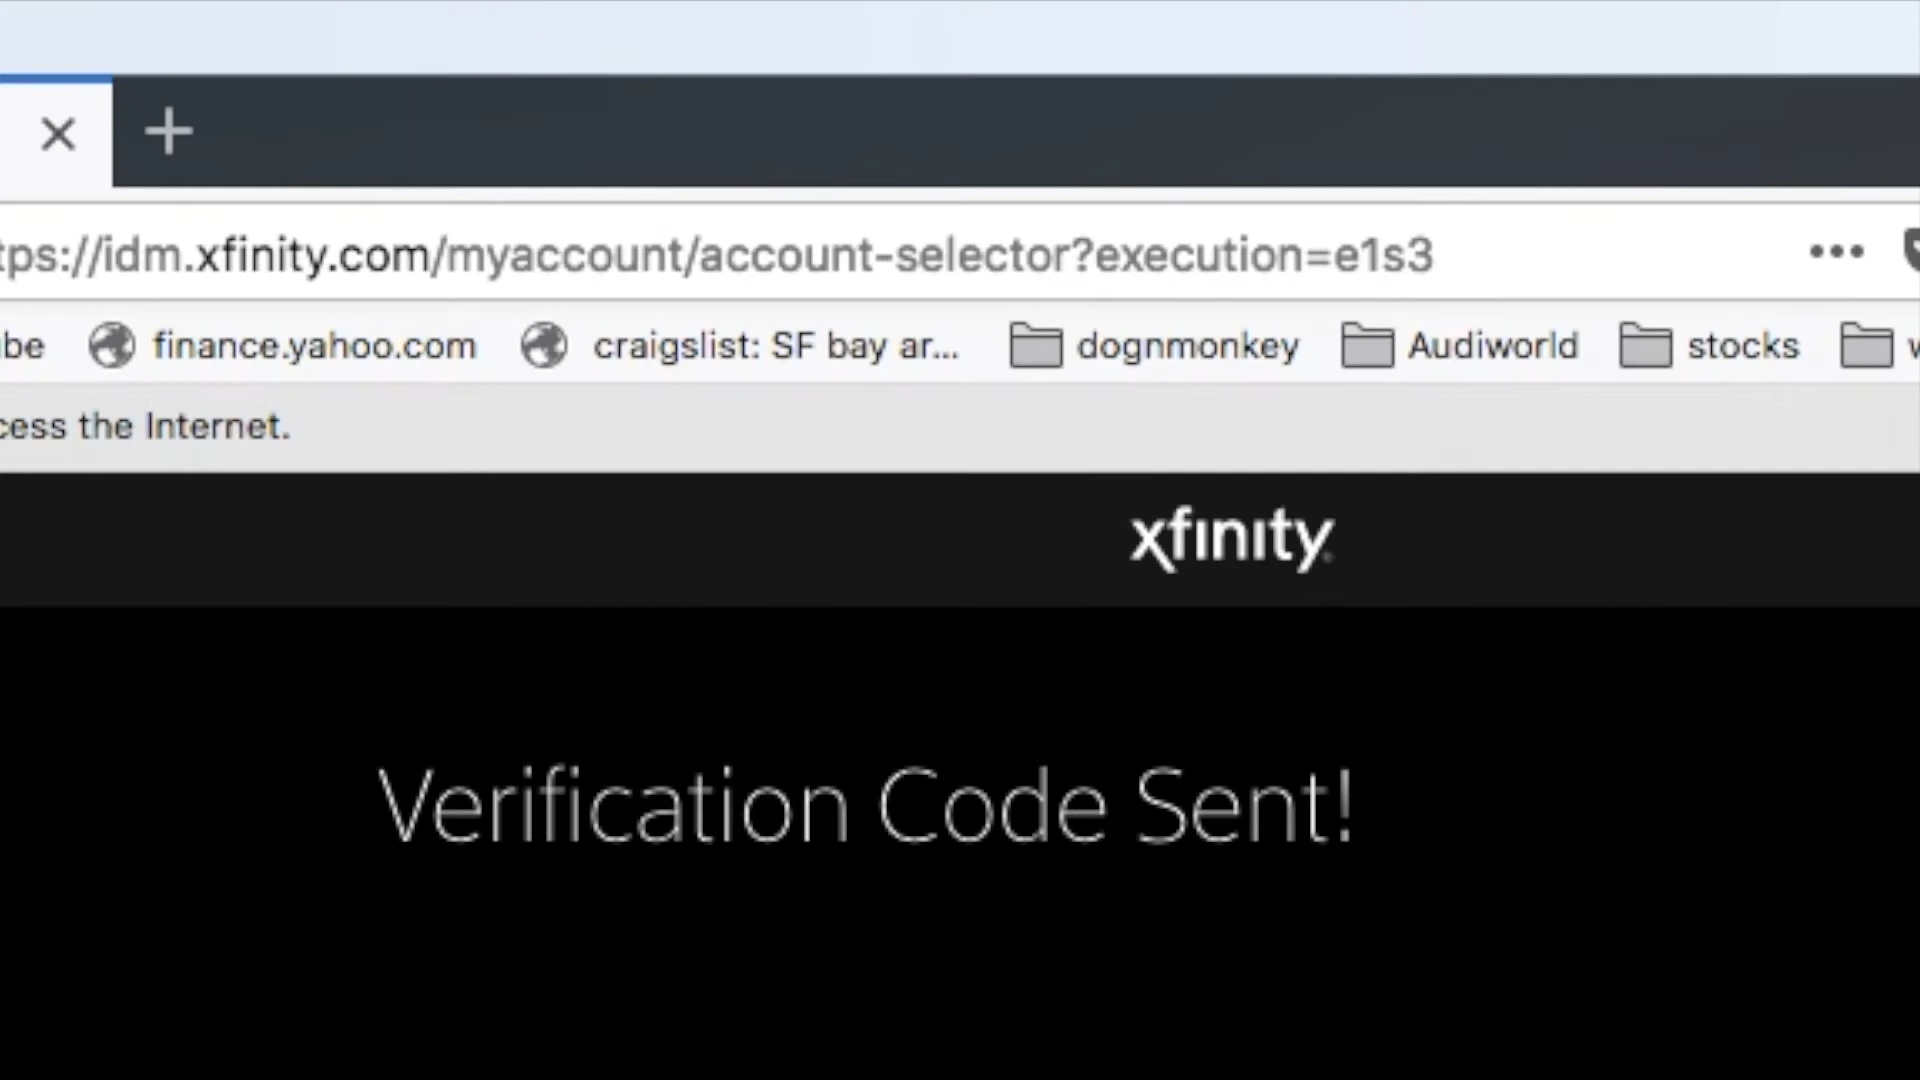 tps://idm.xfinity.com/myaccount/account-selector?execution=e1s3
be finance.yahoo.com craigslist: SF bay ar... dognmonkey Audiworld stocks
cess the Internet.
xfinity
Verification Code Sent!